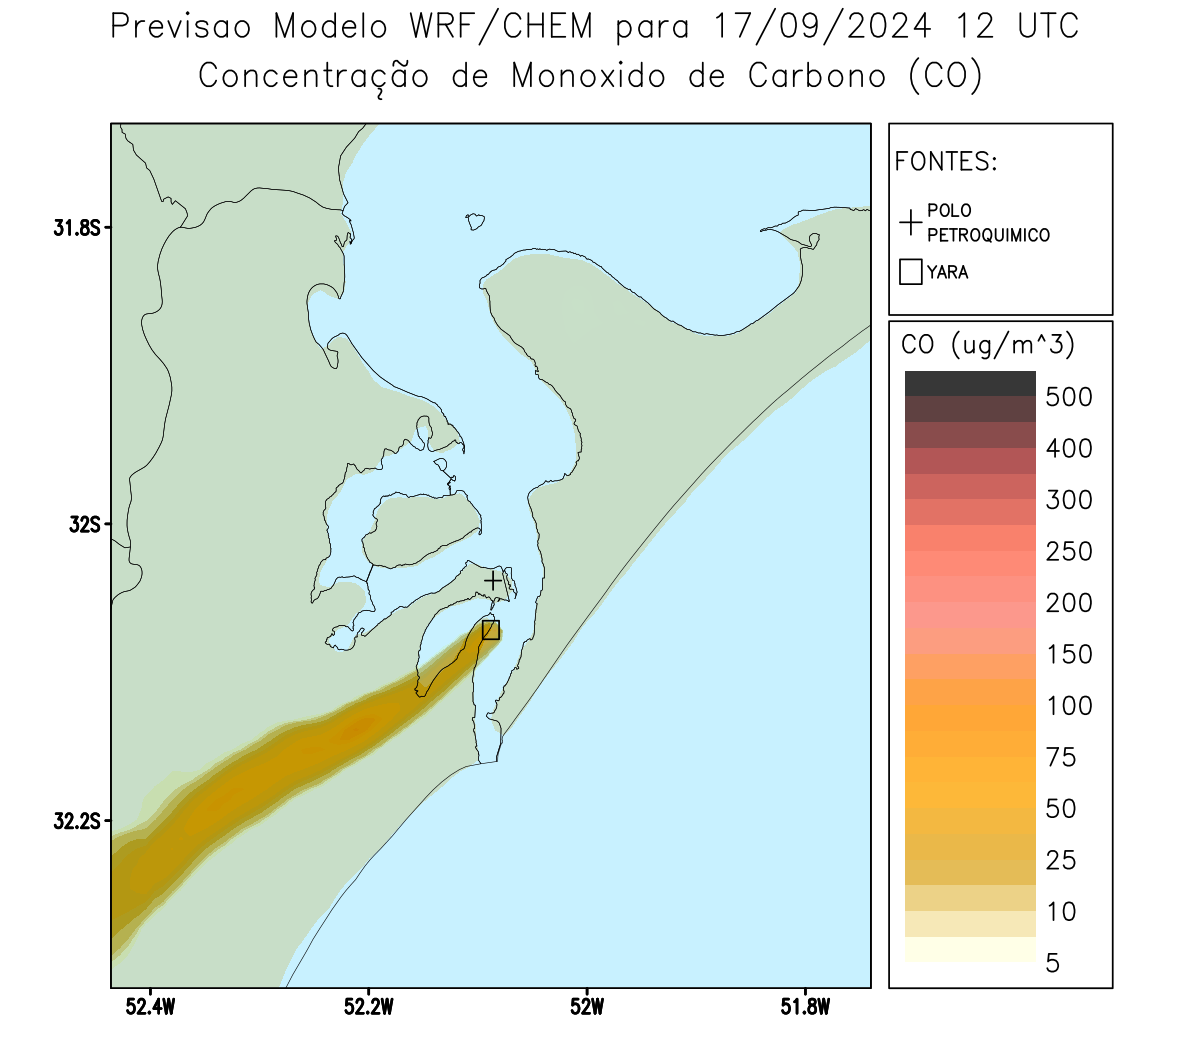 Previsao Modelo WRF/CHEM para 17/09/2024 12 UTC
Concentração de Monoxido de Carbono (CO)
FONTES:
POLO
PETROQUIMICO
YARA
CO (ug/m^3)
500
400
300
250
200
150
100
75
50
25
10
5
31.8S
32S
32.2S
52.4W
52.2W
52W
51.8W